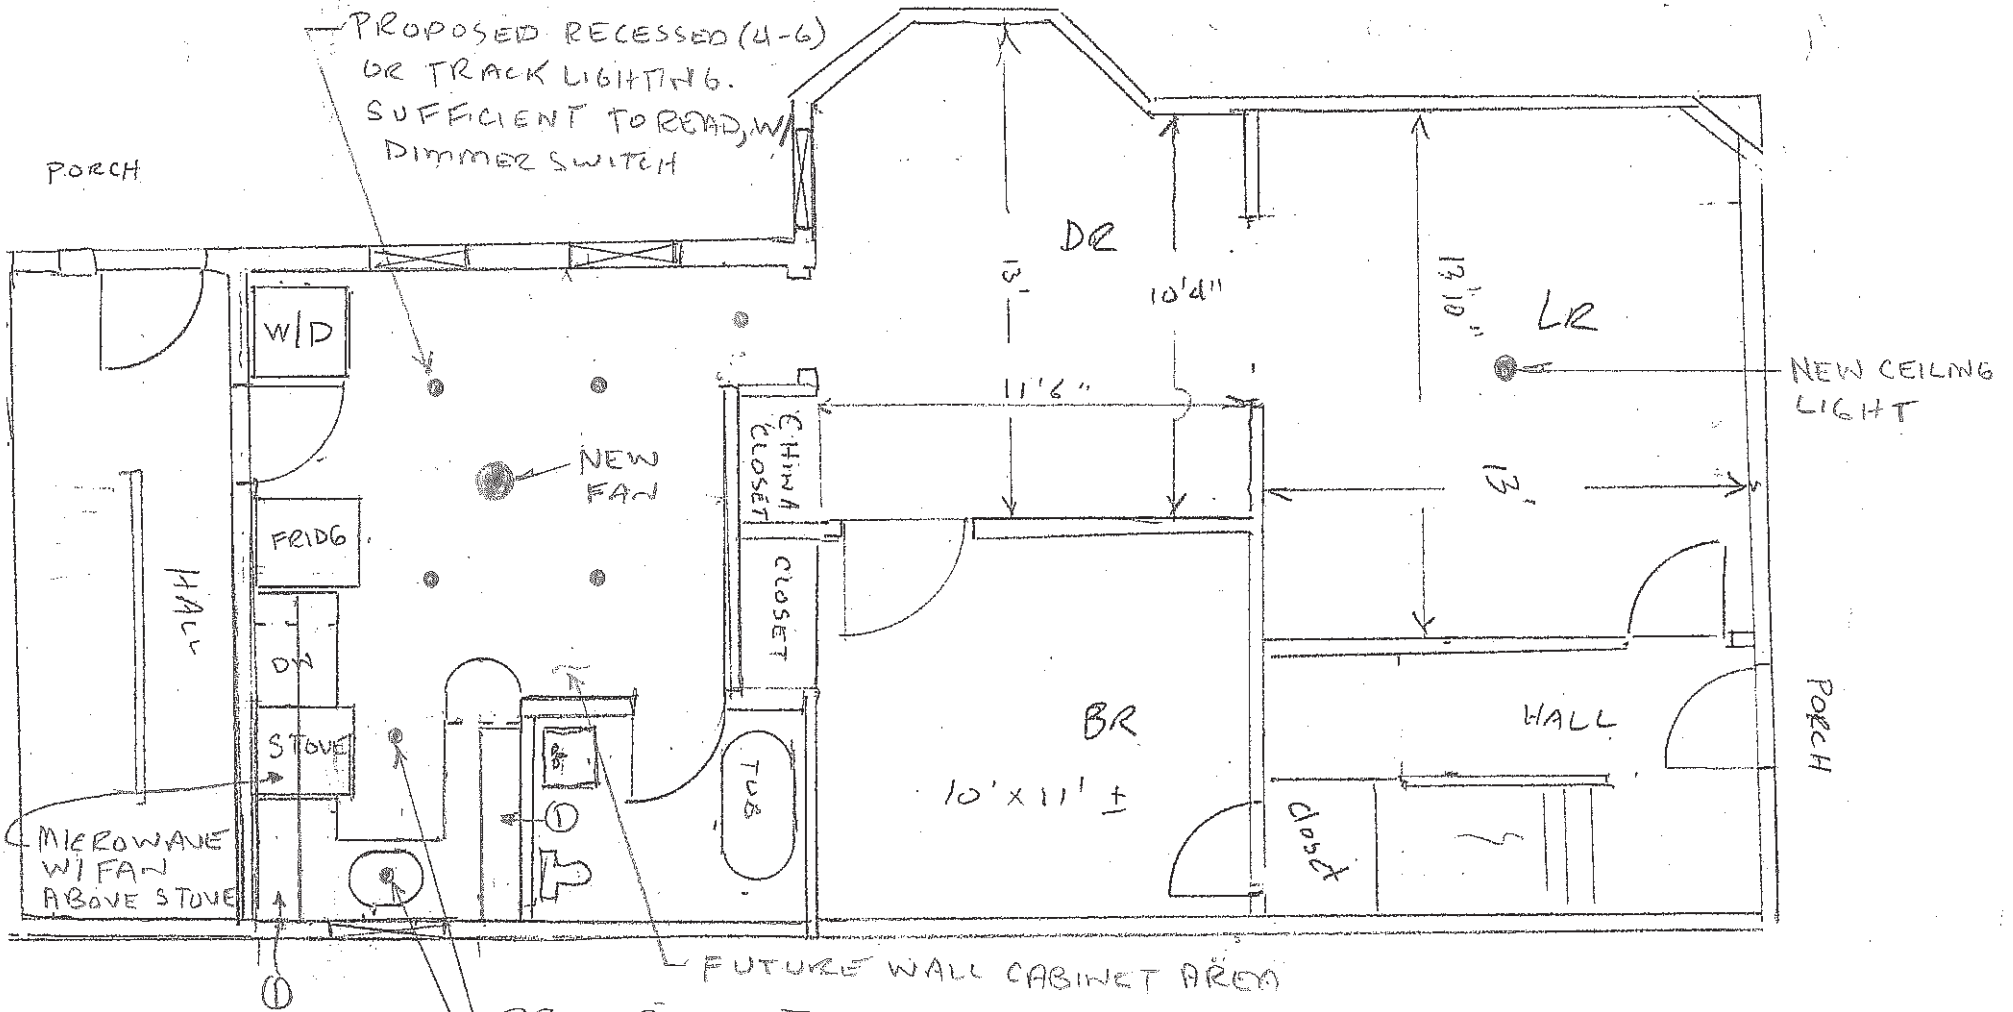 PROPOSED RECESSED (4-6)
OR TRACK LIGHTING.
SUFFICIENT TO READ, W/
DIMMER SWITCH
PORCH
DR
13'
10'4"
11'6"
13'10"
LR
NEW CEILING
LIGHT
13'
W/D
NEW
FAN
CHINA
CLOSET
FRIDG
HALL
CLOSET
DW
STOVE
TUB
BR
10' X 11' ±
HALL
PORCH
Closet
MICROWAVE
W/ FAN
ABOVE STOVE
1
1
FUTURE WALL CABINET AREA